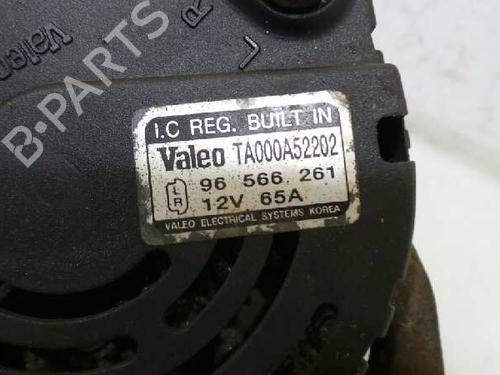 Valeo
L R
B-PARTS
I.C REG. BUILT IN
Valeo TA000A52202
L R 96 566 261
12V 65A
VALEO ELECTRICAL SYSTEMS KOREA